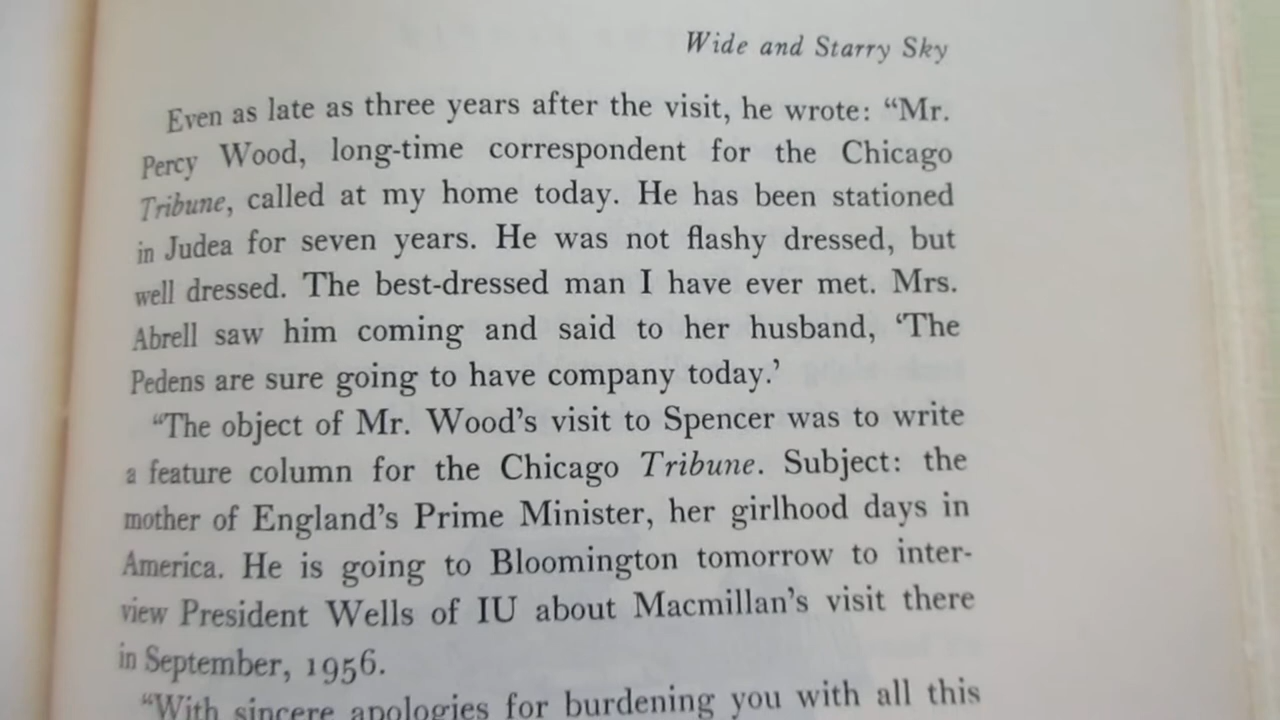 Wide and Starry Sky
Even as late as three years after the visit, he wrote: “Mr.
Percy Wood, long-time correspondent for the Chicago
Tribune, called at my home today. He has been stationed
in Judea for seven years. He was not flashy dressed, but
well dressed. The best-dressed man I have ever met. Mrs.
Abrell saw him coming and said to her husband, ‘The
Pedens are sure going to have company today.’
“The object of Mr. Wood’s visit to Spencer was to write
a feature column for the Chicago Tribune. Subject: the
mother of England’s Prime Minister, her girlhood days in
America. He is going to Bloomington tomorrow to inter-
view President Wells of IU about Macmillan’s visit there
in September, 1956.
“With sincere apologies for burdening you with all this